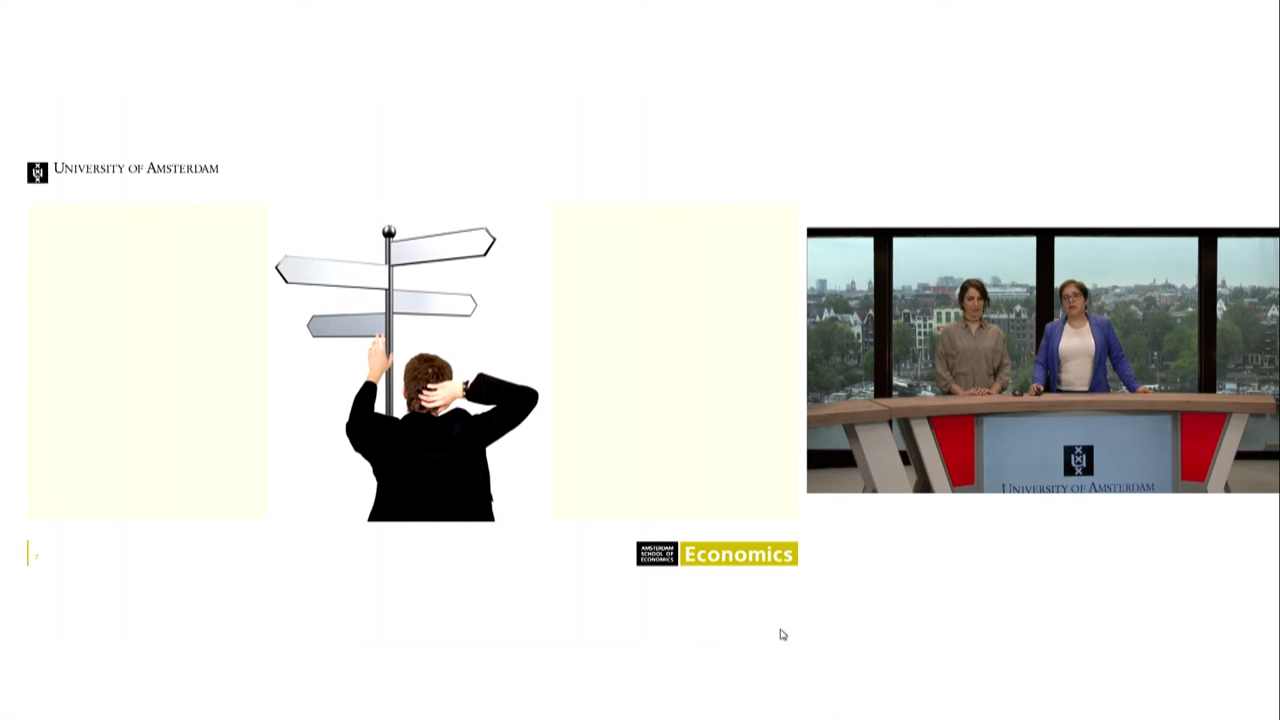 UNIVERSITY OF AMSTERDAM
AMSTERDAM
SCHOOL OF
ECONOMICS
Economics
UNIVERSITY OF AMSTERDAM